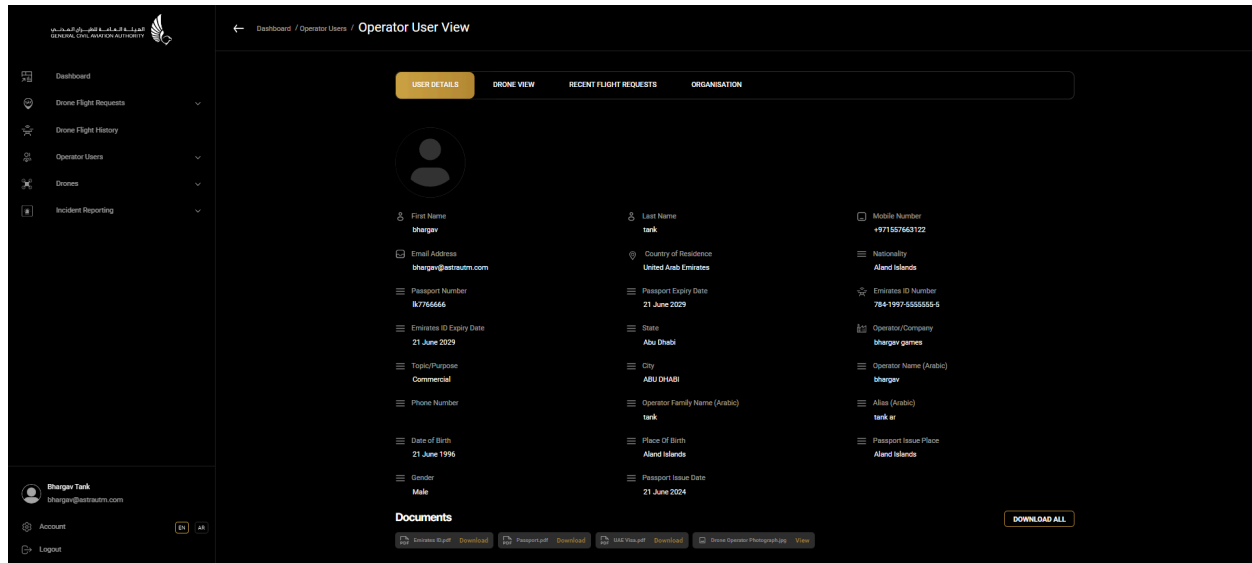 الهيئة العامة للطيران المدني
GENERAL CIVIL AVIATION AUTHORITY
Dashboard / Operator Users / Operator User View
Dashboard
Drone Flight Requests
Drone Flight History
Operator Users
Drones
Incident Reporting
USER DETAILS DRONE VIEW RECENT FLIGHT REQUESTS ORGANISATION
First Name Last Name Mobile Number
bhargav tank +971557663122
Email Address Country of Residence Nationality
bhargav@astrautm.com United Arab Emirates Aland Islands
Passport Number Passport Expiry Date Emirates ID Number
lk7766666 21 June 2029 784-1997-5555555-5
Emirates ID Expiry Date State Operator/Company
21 June 2029 Abu Dhabi bhargav games
Topic/Purpose City Operator Name (Arabic)
Commercial ABU DHABI bhargav
Phone Number Operator Family Name (Arabic) Alias (Arabic)
tank tank ar
Date of Birth Place Of Birth Passport Issue Place
21 June 1996 Aland Islands Aland Islands
Gender Passport Issue Date
Male 21 June 2024
Documents DOWNLOAD ALL
PDF Emirates ID.pdf Download PDF Passport.pdf Download PDF UAE Visa.pdf Download Drone Operator Photograph.jpg View
Bhargav Tank
bhargav@astrautm.com
Account EN AR
Logout